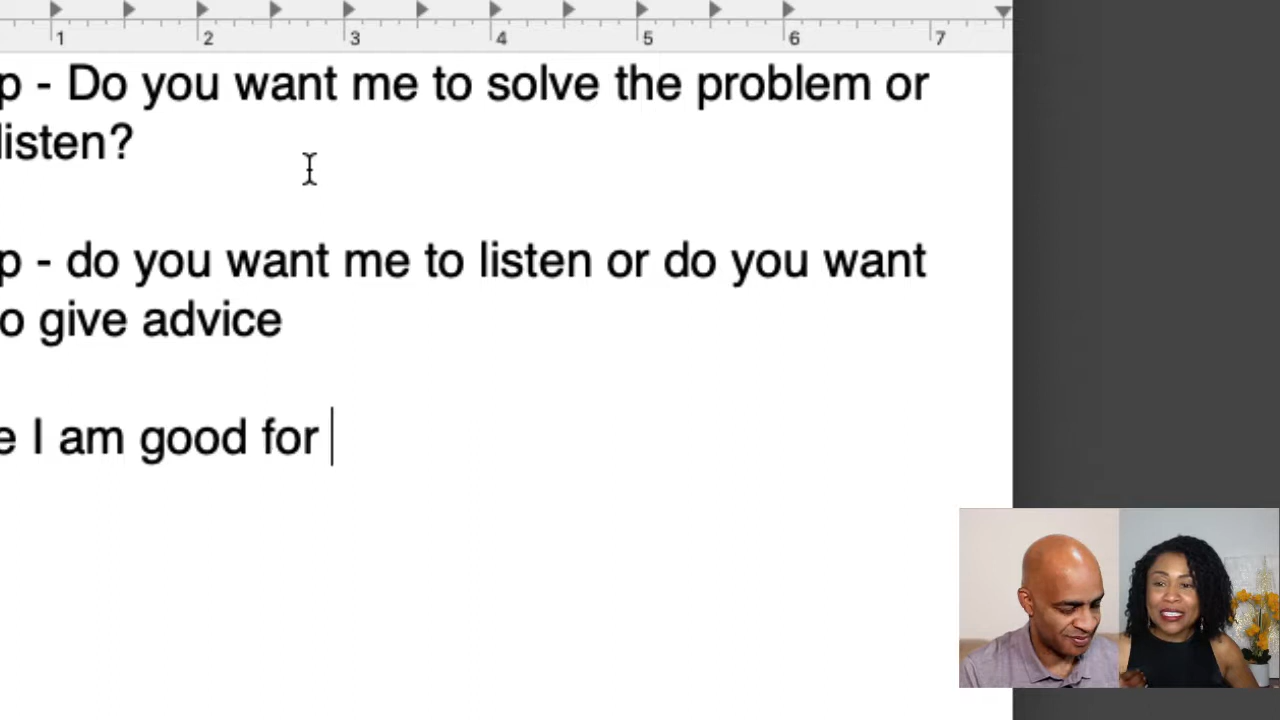 1 2 3 4 5 6 7
p - Do you want me to solve the problem or
listen?
p - do you want me to listen or do you want
o give advice
e I am good for